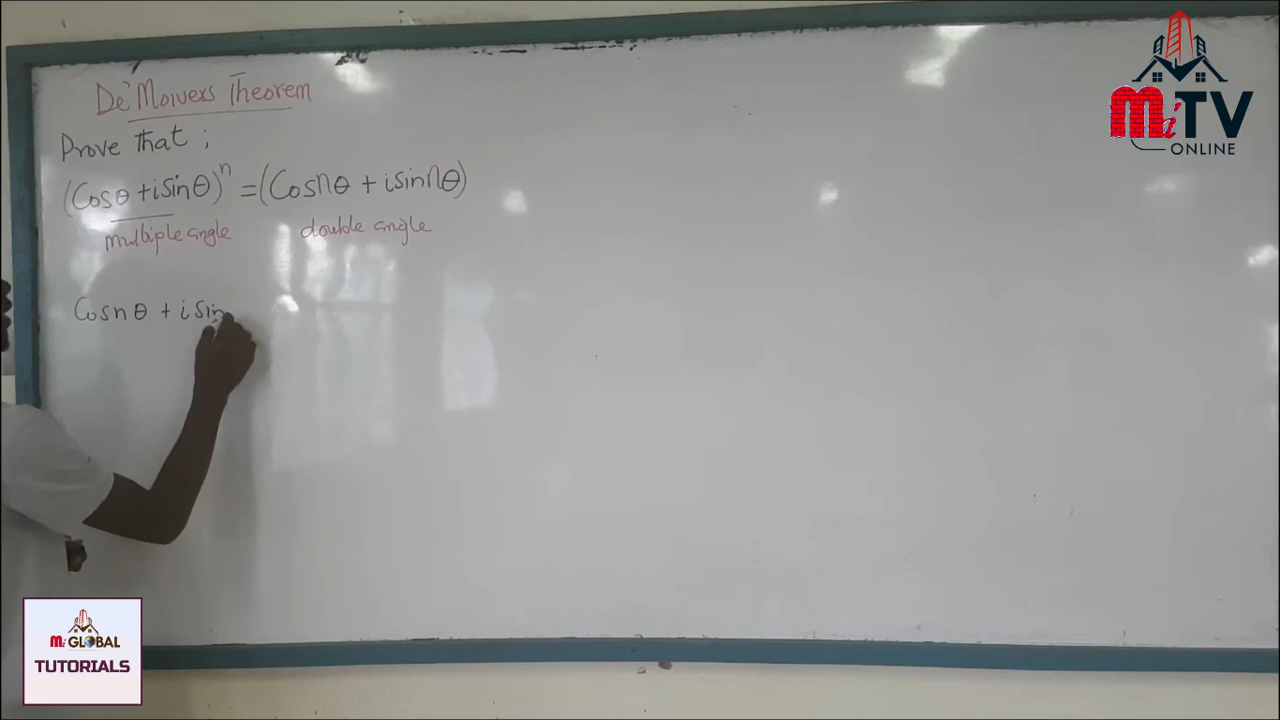 De'Moivers Theorem
Prove that ;
(Cosθ + isinθ)ⁿ = (Cosnθ + isinnθ)
multiple angle double angle
Cosnθ + isin
MiTV
ONLINE
Mi GLOBAL
TUTORIALS